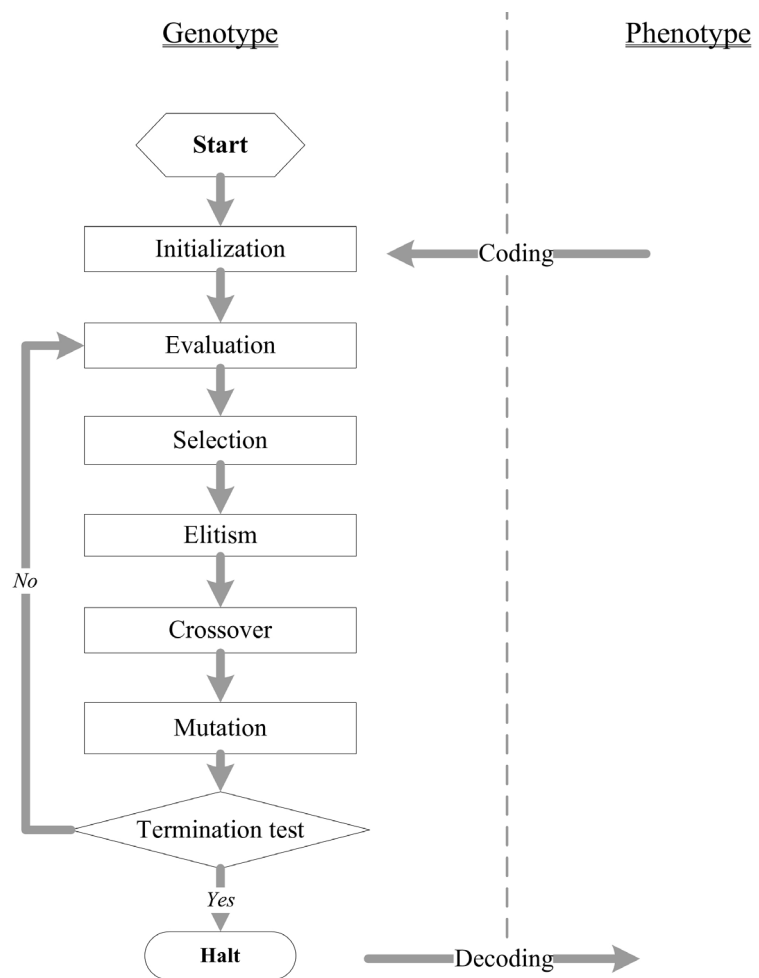 Genotype
Phenotype
Start
Initialization
Coding
Evaluation
Selection
Elitism
No
Crossover
Mutation
Termination test
Yes
Halt
Decoding